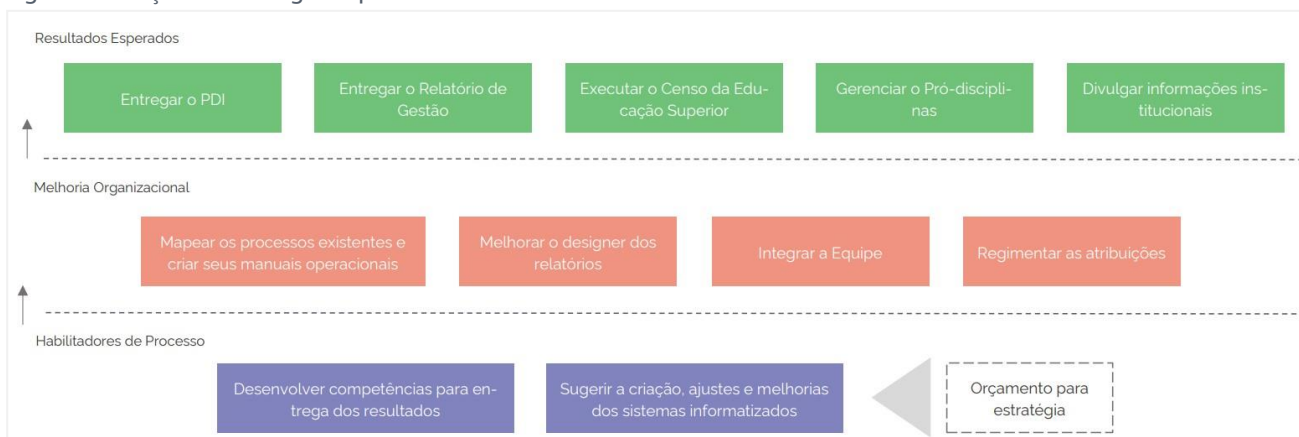 Resultados Esperados
Entregar o PDI
Entregar o Relatório de
Gestão
Executar o Censo da Edu-
cação Superior
Gerenciar o Pró-discipli-
nas
Divulgar informações ins-
titucionais
Melhoria Organizacional
Mapear os processos existentes e
criar seus manuais operacionais
Melhorar o designer dos
relatórios
Integrar a Equipe
Regimentar as atribuições
Habilitadores de Processo
Desenvolver competências para en-
trega dos resultados
Sugerir a criação, ajustes e melhorias
dos sistemas informatizados
Orçamento para
estratégia